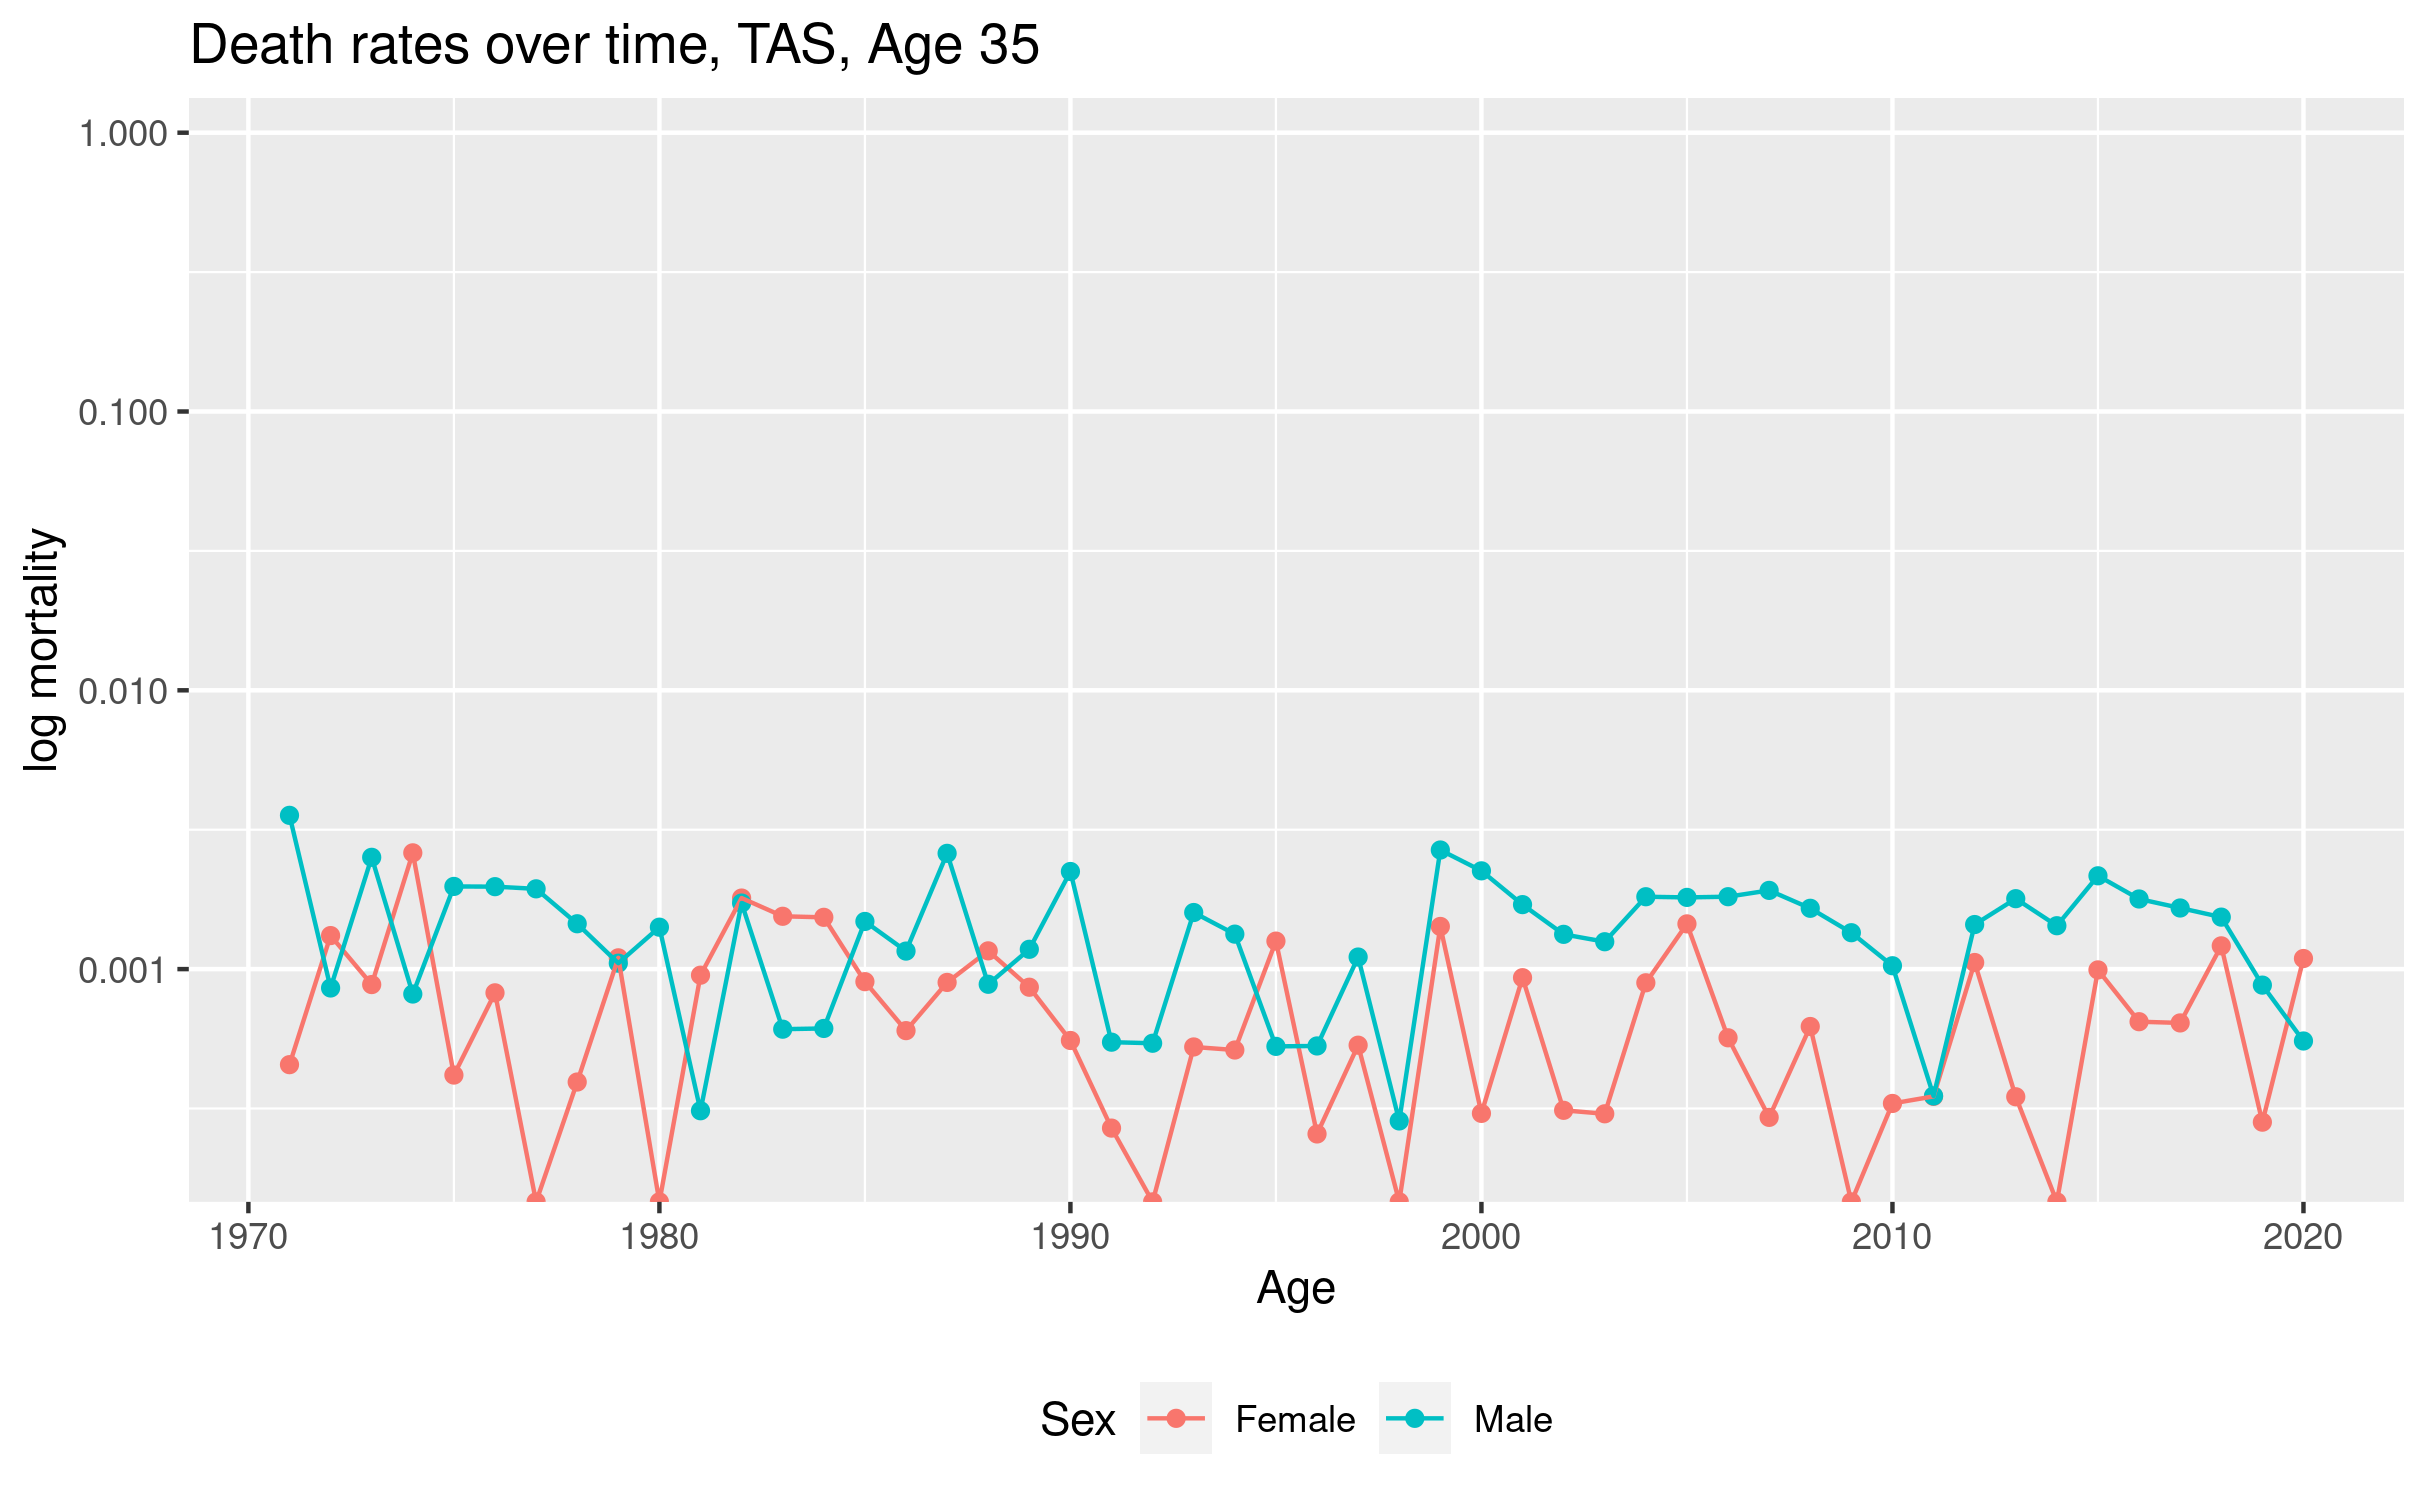 Death rates over time, TAS, Age 35
log mortality
1.000
0.100
0.010
0.001
1970 1980 1990 2000 2010 2020
Age
Sex Female Male